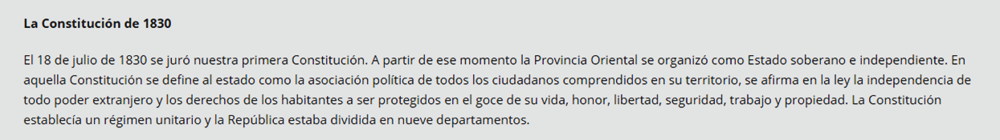 La Constitución de 1830
El 18 de julio de 1830 se juró nuestra primera Constitución. A partir de ese momento la Provincia Oriental se organizó como Estado soberano e independiente. En
aquella Constitución se define al estado como la asociación política de todos los ciudadanos comprendidos en su territorio, se afirma en la ley la independencia de
todo poder extranjero y los derechos de los habitantes a ser protegidos en el goce de su vida, honor, libertad, seguridad, trabajo y propiedad. La Constitución
establecía un régimen unitario y la República estaba dividida en nueve departamentos.